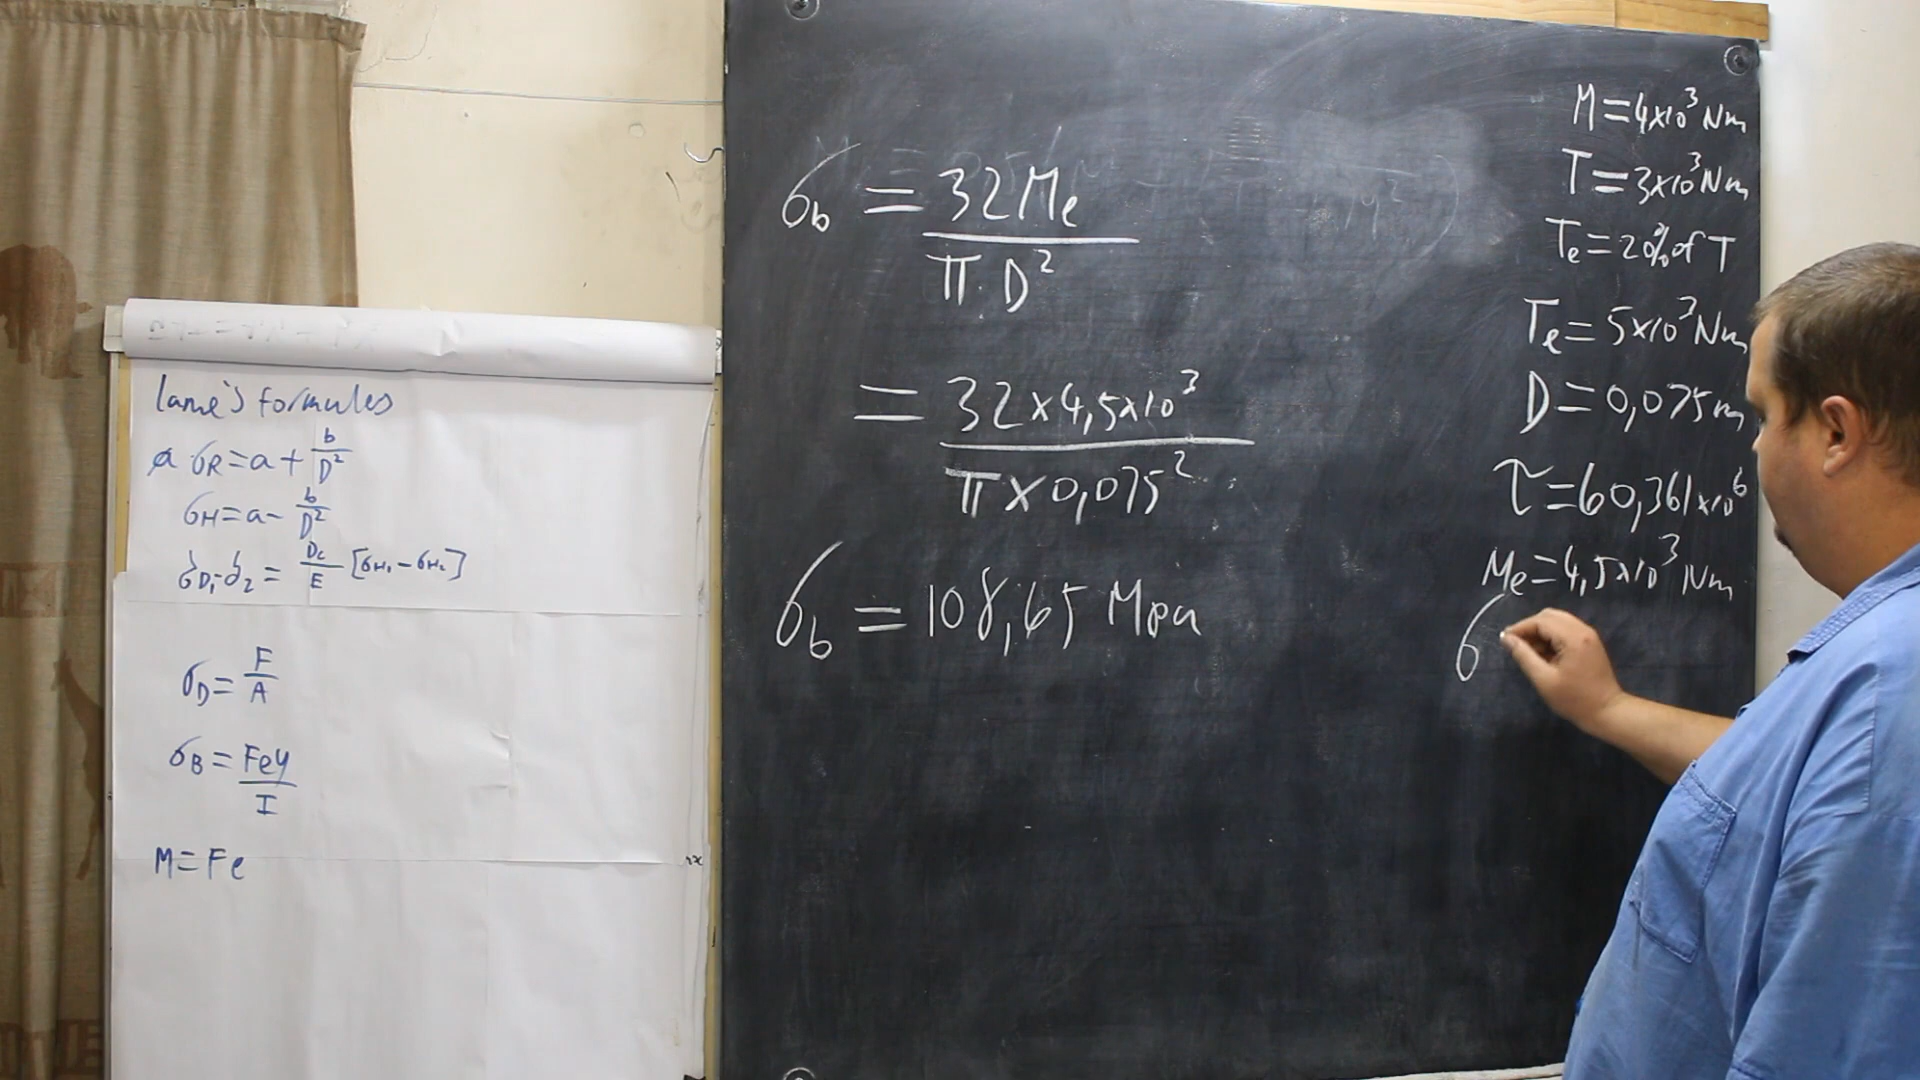 lame's formules
σR = a + b/D²
σH = a - b/D²
δD₁-δ₂ = Dc/E [σH₁ - σH₂]
σD = F/A
σB = Fey/I
M = Fe
σb = 32Me/π.D²
= 32×4,5×10³/π×0,075²
σb = 108,65 Mpa
M = 4×10³ Nm
T = 3×10³ Nm
Te = 20% of T
Te = 5×10³ Nm
D = 0,075m
τ = 60,361×10⁶
Me = 4,5×10³ Nm
σ